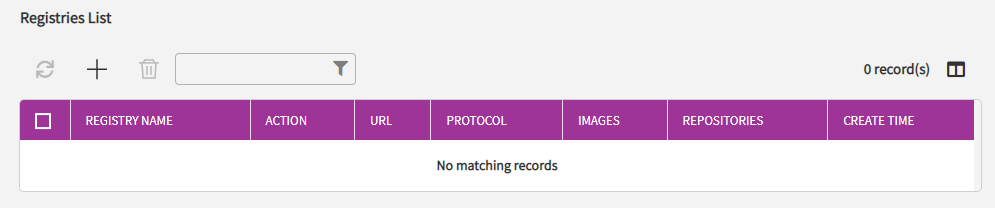 Registries List
0 record(s)
REGISTRY NAME ACTION URL PROTOCOL IMAGES REPOSITORIES CREATE TIME
No matching records